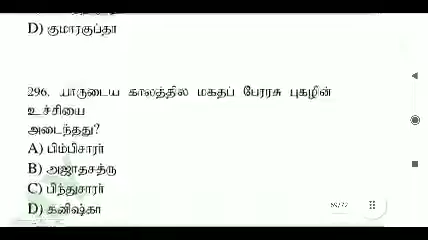 D) குமாரகுப்தா
296. யாருடைய காலத்தில் மகதப் பேரரசு புகழின்
உச்சியை
அடைந்தது?
A) பிம்பிசாரர்
B) அஜாதசத்ரு
C) பிந்துசாரர்
D) கனிஷ்கா